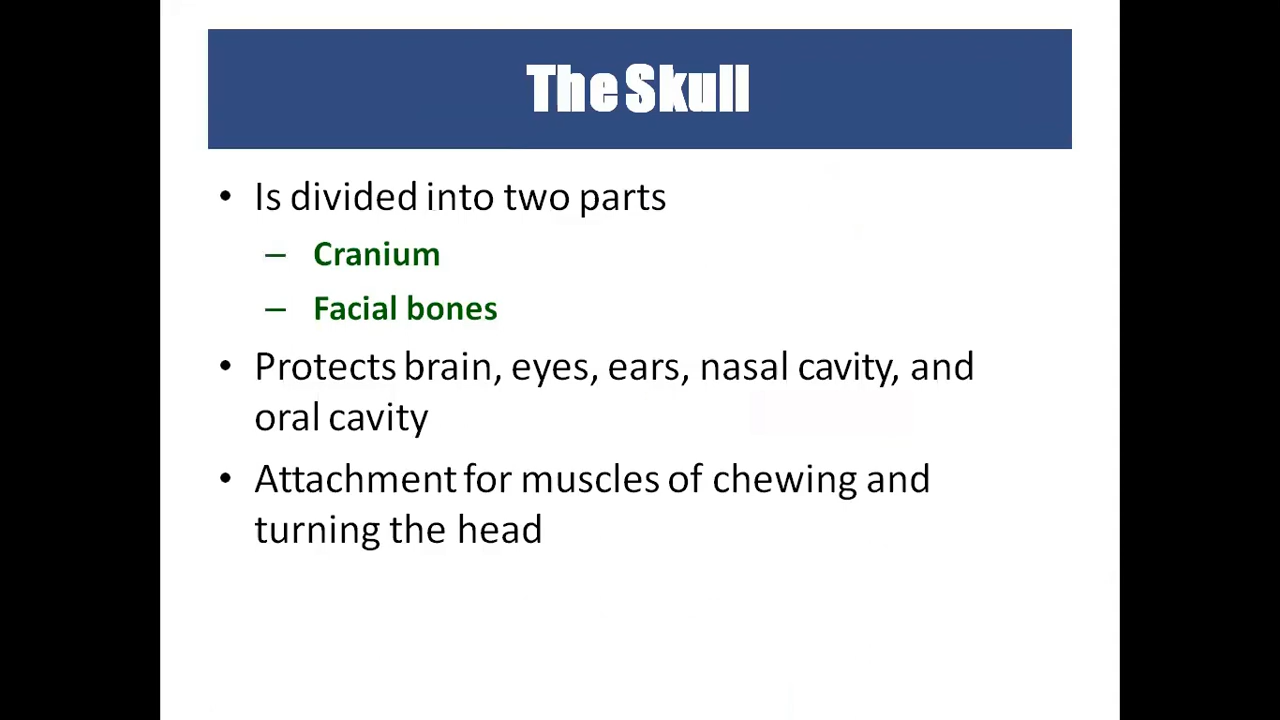 The Skull
• Is divided into two parts
– Cranium
– Facial bones
• Protects brain, eyes, ears, nasal cavity, and
oral cavity
• Attachment for muscles of chewing and
turning the head